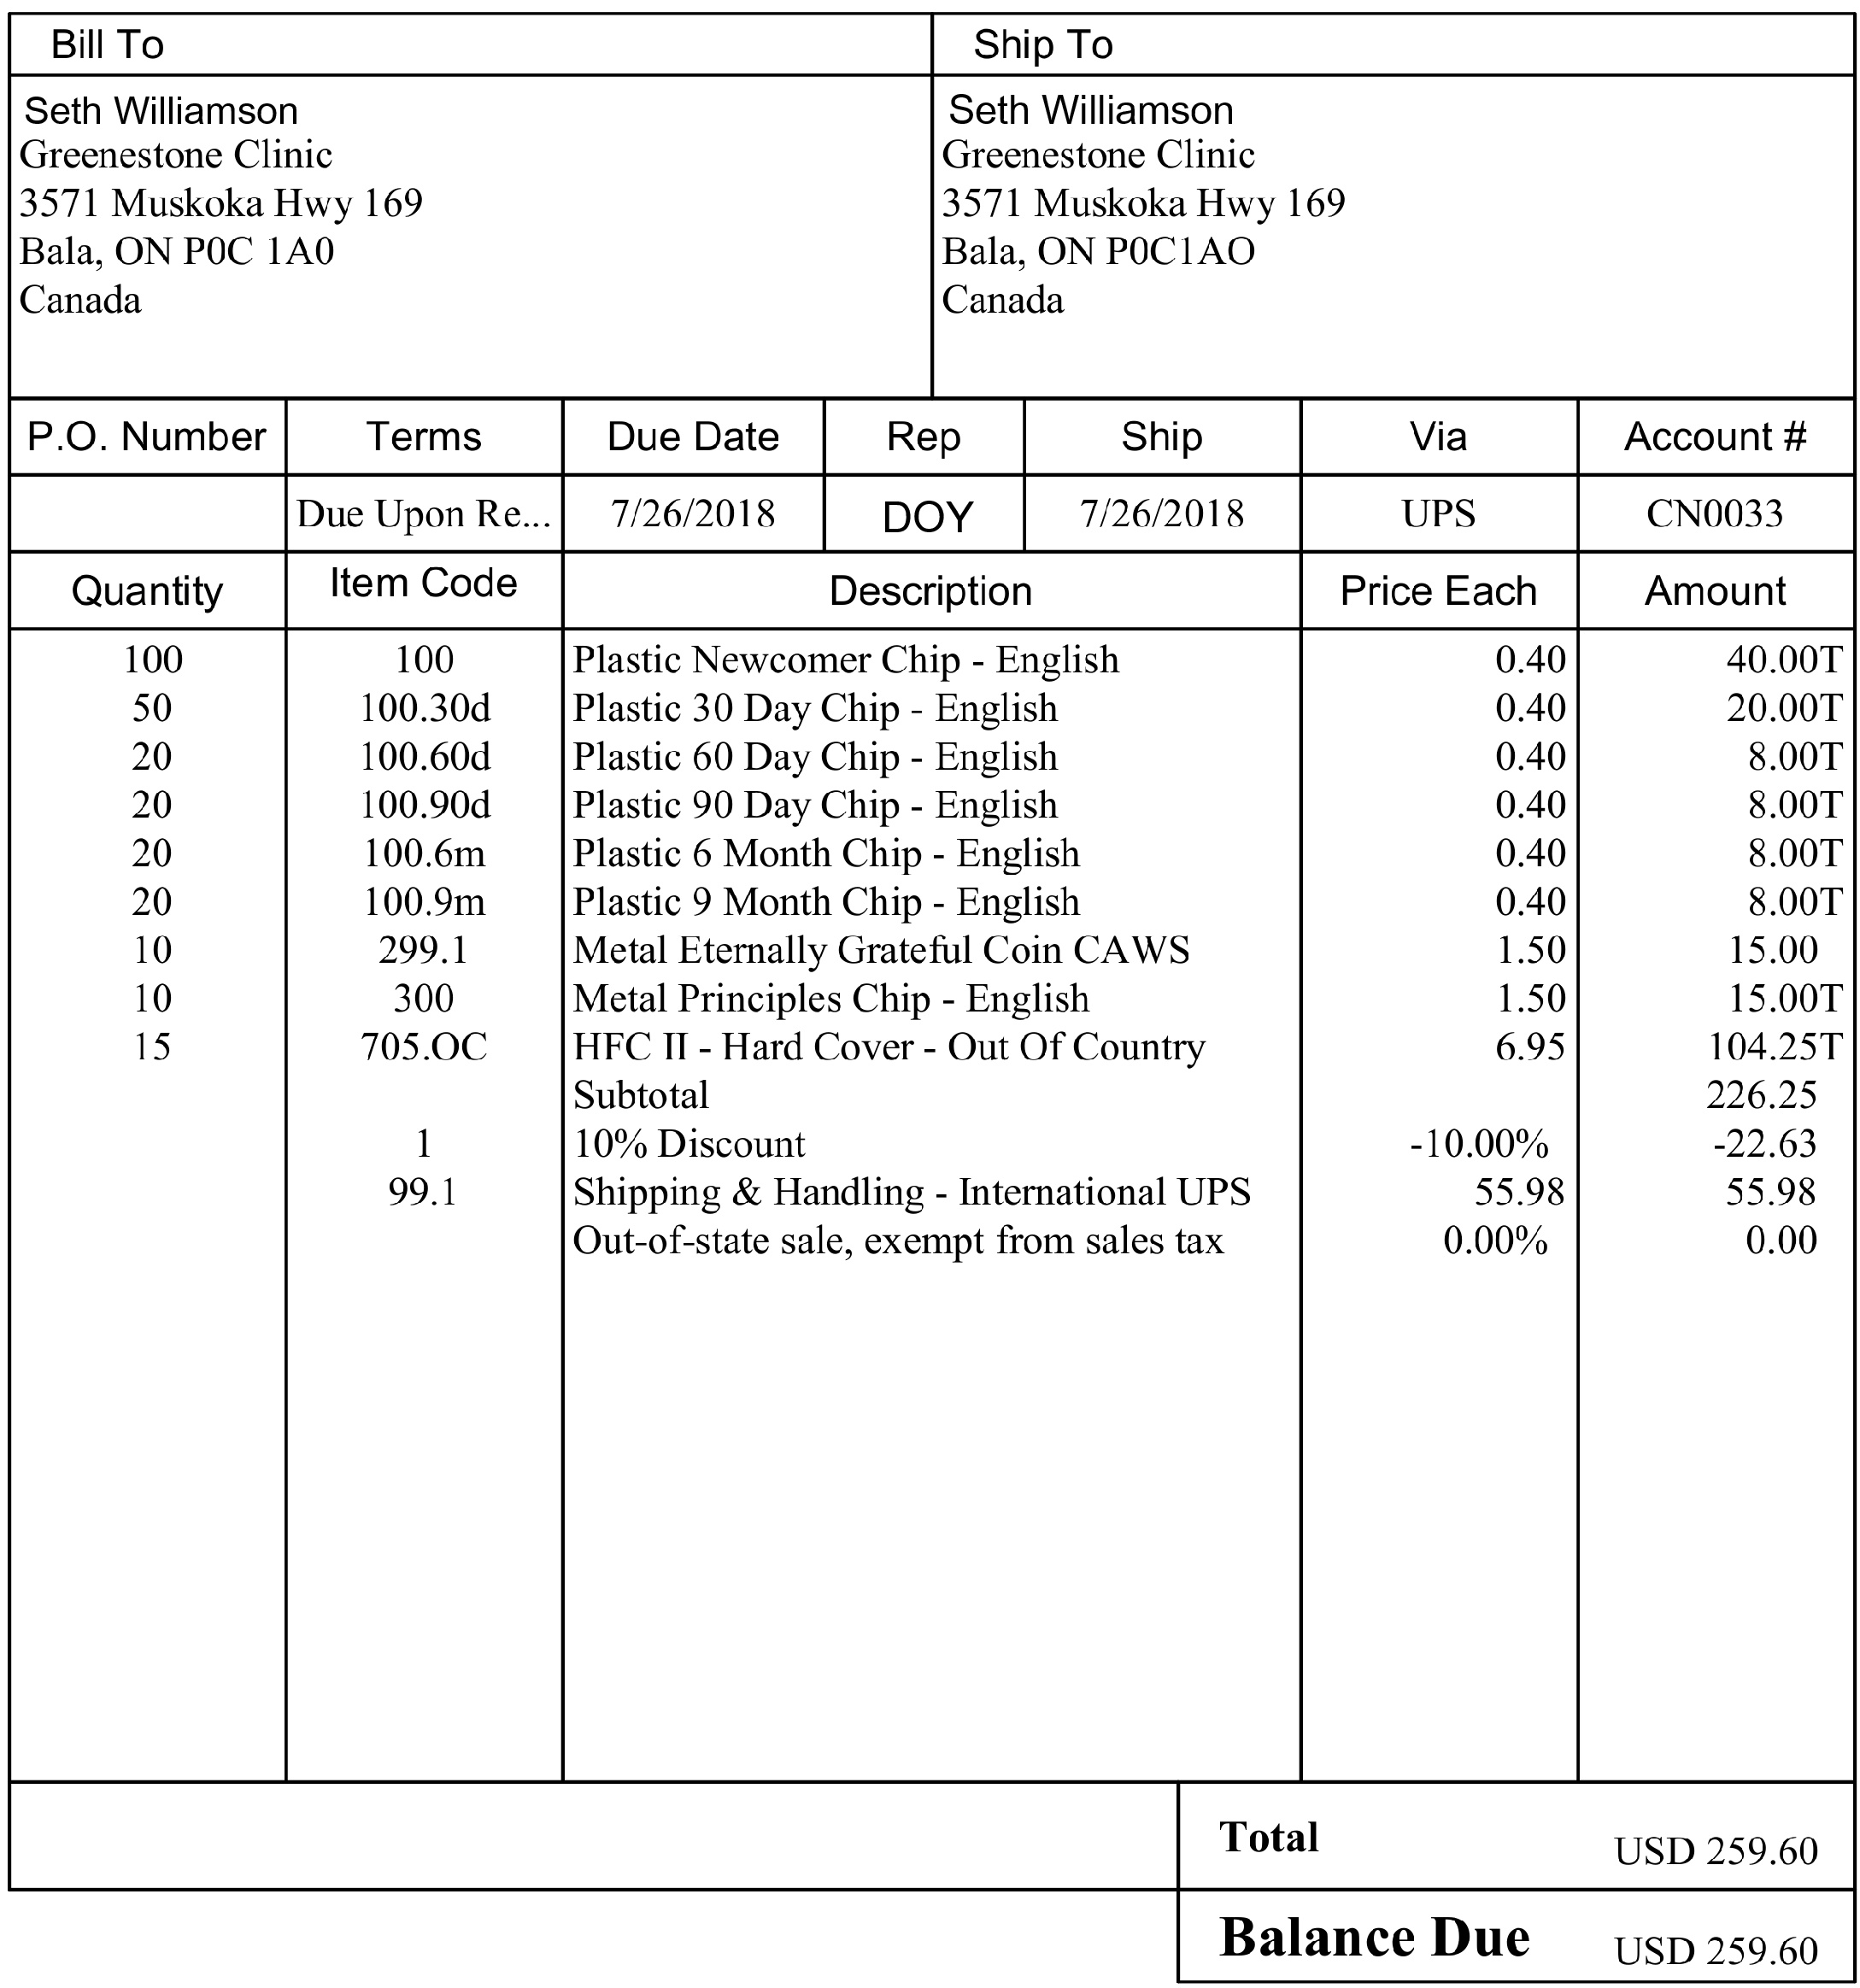 Bill To
Ship To
Seth Williamson
Greenestone Clinic
3571 Muskoka Hwy 169
Bala, ON P0C 1A0
Canada
Seth Williamson
Greenestone Clinic
3571 Muskoka Hwy 169
Bala, ON P0C1AO
Canada
P.O. Number Terms Due Date Rep Ship Via Account #
Due Upon Re... 7/26/2018 DOY 7/26/2018 UPS CN0033
Quantity Item Code Description Price Each Amount
100 100 Plastic Newcomer Chip - English 0.40 40.00T
50 100.30d Plastic 30 Day Chip - English 0.40 20.00T
20 100.60d Plastic 60 Day Chip - English 0.40 8.00T
20 100.90d Plastic 90 Day Chip - English 0.40 8.00T
20 100.6m Plastic 6 Month Chip - English 0.40 8.00T
20 100.9m Plastic 9 Month Chip - English 0.40 8.00T
10 299.1 Metal Eternally Grateful Coin CAWS 1.50 15.00
10 300 Metal Principles Chip - English 1.50 15.00T
15 705.OC HFC II - Hard Cover - Out Of Country 6.95 104.25T
Subtotal 226.25
1 10% Discount -10.00% -22.63
99.1 Shipping & Handling - International UPS 55.98 55.98
Out-of-state sale, exempt from sales tax 0.00% 0.00
Total USD 259.60
Balance Due USD 259.60